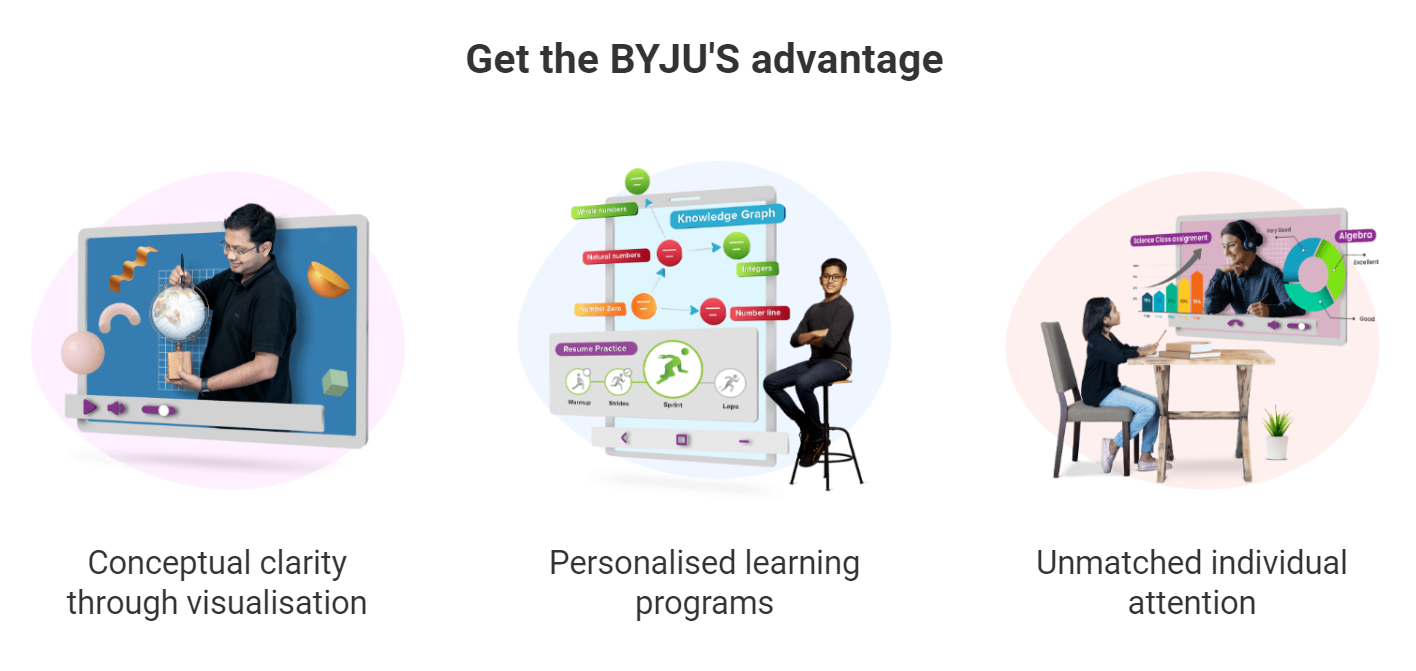 Get the BYJU'S advantage
Whole numbers
Knowledge Graph
Natural numbers
Integers
Number Zero
Number line
Resume Practice
Warmup
Strides
Sprint
Laps
Science Class assignment
Very Good
Algebra
Excellent
Good
Conceptual clarity
through visualisation
Personalised learning
programs
Unmatched individual
attention